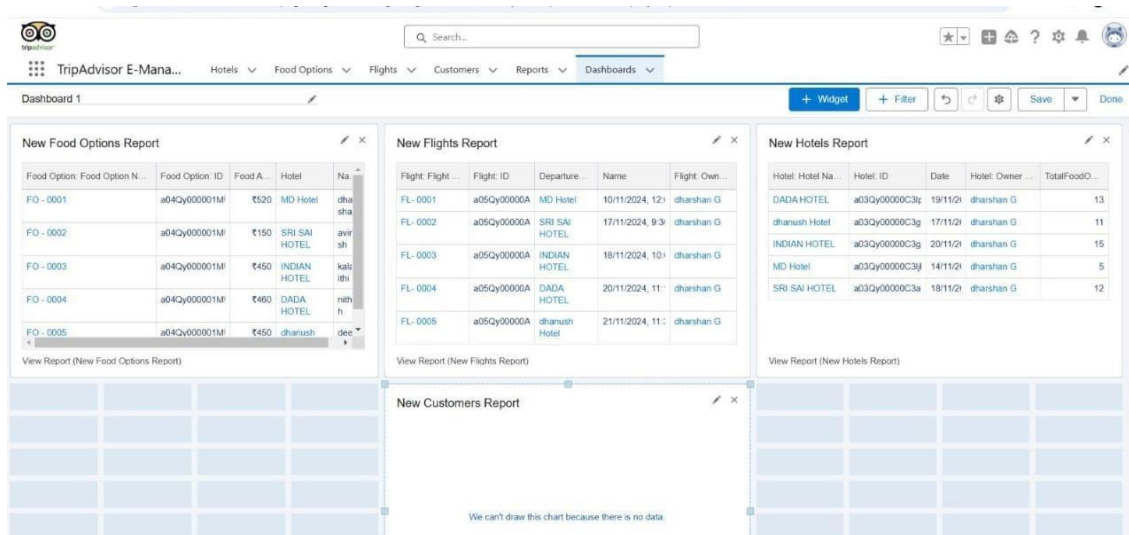 tripadvisor
Search...
TripAdvisor E-Mana... Hotels Food Options Flights Customers Reports Dashboards
Dashboard 1 + Widget + Filter Save Done
New Food Options Report
Food Option: Food Option N... Food Option: ID Food A... Hotel Na...
FO - 0001 a04Qy000001M ₹520 MD Hotel dha
sha
FO - 0002 a04Qy000001M ₹150 SRI SAI HOTEL
sh
FO - 0003 a04Qy000001M ₹450 INDIAN HOTEL kala
ithi
FO - 0004 a04Qy000001M ₹460 DADA HOTEL nith
h
FO - 0005 a04Qy000001M ₹450 dhanush dee
View Report (New Food Options Report)
New Flights Report
Flight: Flight ... Flight: ID Departure... Name Flight: Own...
FL- 0001 a05Qy00000A MD Hotel 10/11/2024, 12: dharshan G
FL- 0002 a05Qy00000A SRI SAI HOTEL 17/11/2024, 9:3 dharshan G
FL- 0003 a05Qy00000A INDIAN HOTEL 18/11/2024, 10: dharshan G
FL- 0004 a05Qy00000A DADA HOTEL 20/11/2024, 11: dharshan G
FL- 0005 a05Qy00000A dhanush Hotel 21/11/2024, 11: dharshan G
View Report (New Flights Report)
New Hotels Report
Hotel: Hotel Na... Hotel: ID Date Hotel: Owner ... TotalFoodO...
DADA HOTEL a03Qy00000C3 19/11/2 dharshan G 13
dhanush Hotel a03Qy00000C3g 17/11/2 dharshan G 11
INDIAN HOTEL a03Qy00000C3g 20/11/2 dharshan G 15
MD Hotel a03Qy00000C3 14/11/2 dharshan G 5
SRI SAI HOTEL a03Qy00000C3a 18/11/2 dharshan G 12
View Report (New Hotels Report)
New Customers Report
We can't draw this chart because there is no data